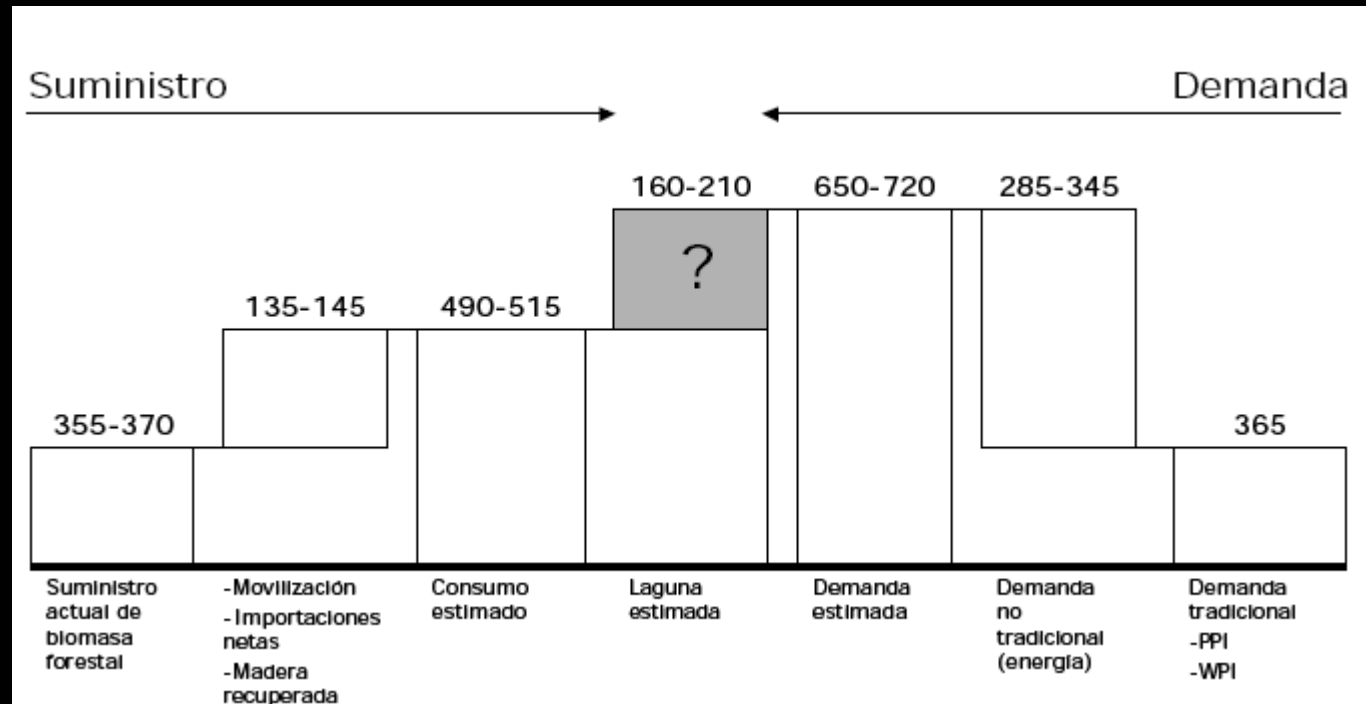 Suministro
Demanda
160-210
650-720
285-345
?
135-145
490-515
355-370
365
Suministro
actual de
biomasa
forestal
-Movilización
-Importaciones
netas
-Madera
recuperada
Consumo
estimado
Laguna
estimada
Demanda
estimada
Demanda
no
tradicional
(energía)
Demanda
tradicional
-PPI
-WPI